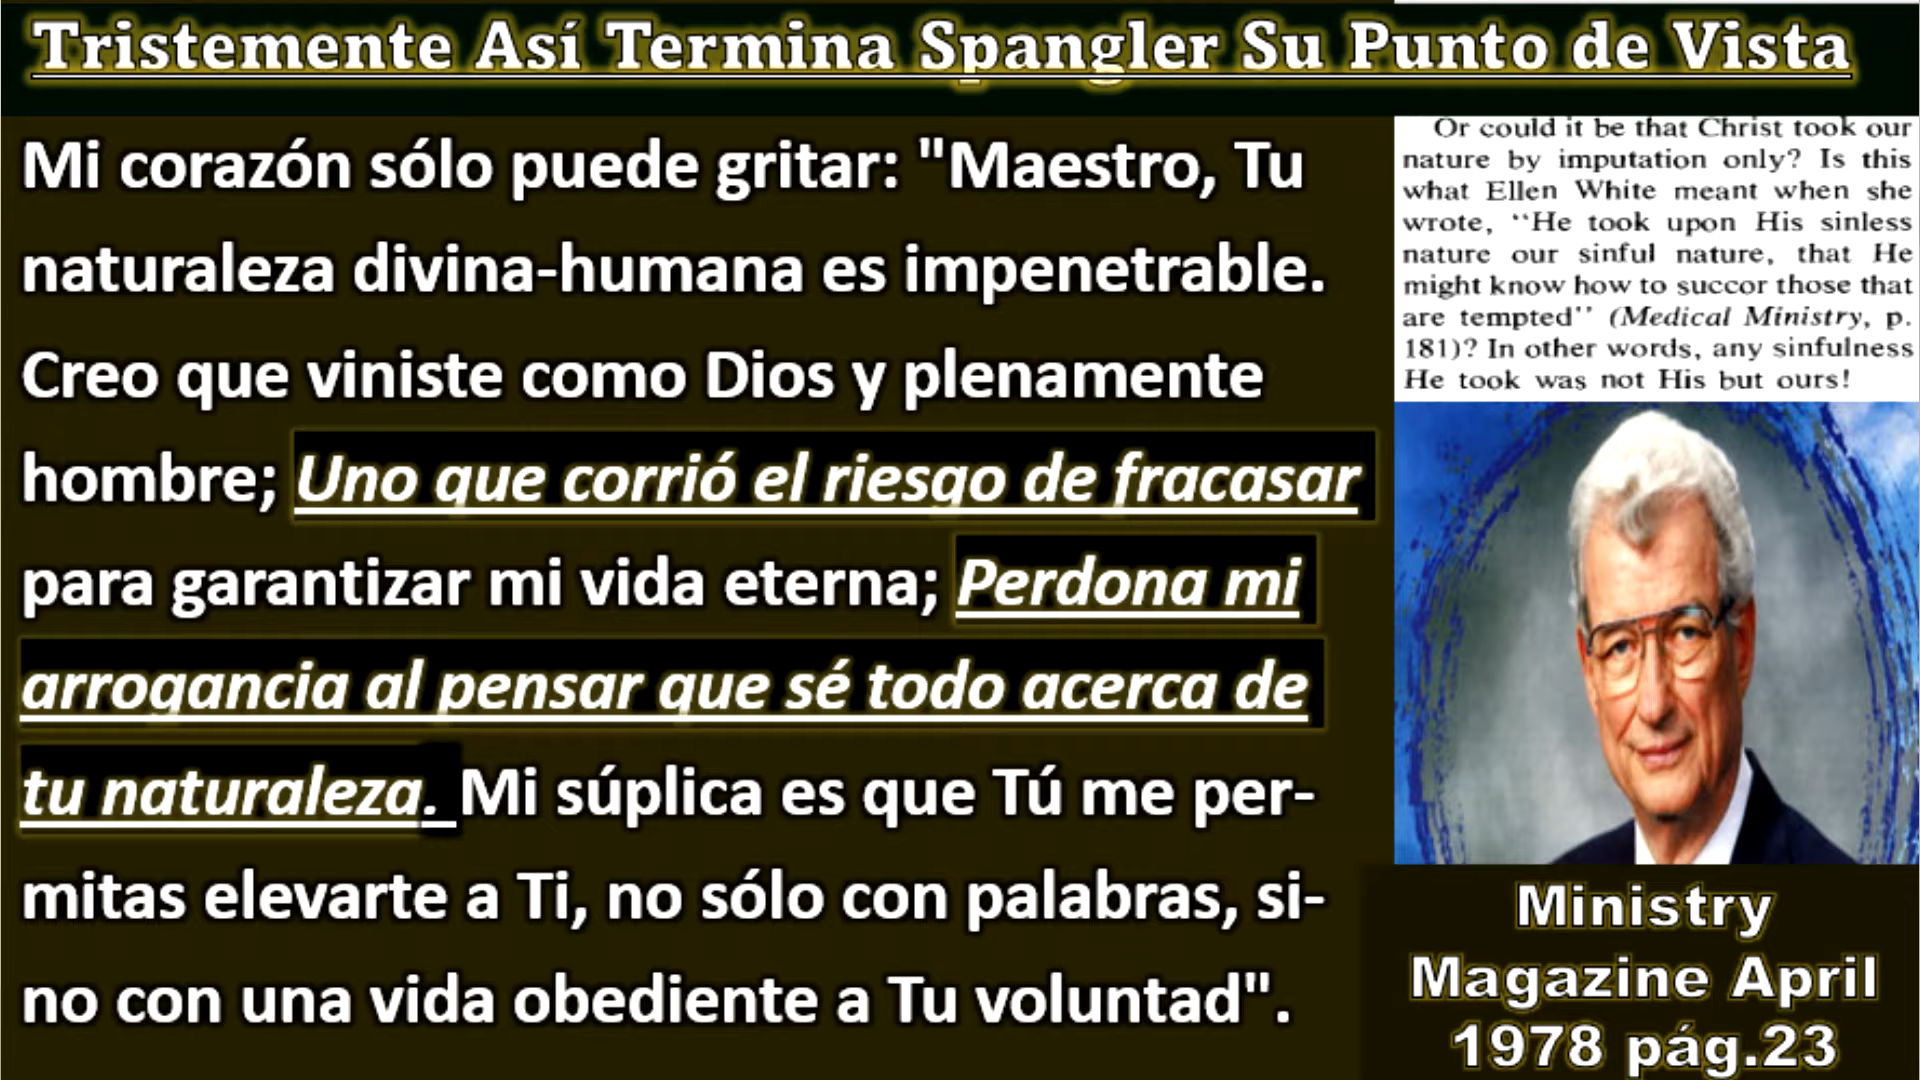 Tristemente Así Termina Spangler Su Punto de Vista
Mi corazón sólo puede gritar: "Maestro, Tu
naturaleza divina-humana es impenetrable.
Creo que viniste como Dios y plenamente
hombre; Uno que corrió el riesgo de fracasar
para garantizar mi vida eterna; Perdona mi
arrogancia al pensar que sé todo acerca de
tu naturaleza. Mi súplica es que Tú me per-
mitas elevarte a Ti, no sólo con palabras, si-
no con una vida obediente a Tu voluntad".
Or could it be that Christ took our
nature by imputation only? Is this
what Ellen White meant when she
wrote, ‘‘He took upon His sinless
nature our sinful nature, that He
might know how to succor those that
are tempted’’ (Medical Ministry, p.
181)? In other words, any sinfulness
He took was not His but ours!
Ministry
Magazine April
1978 pág.23